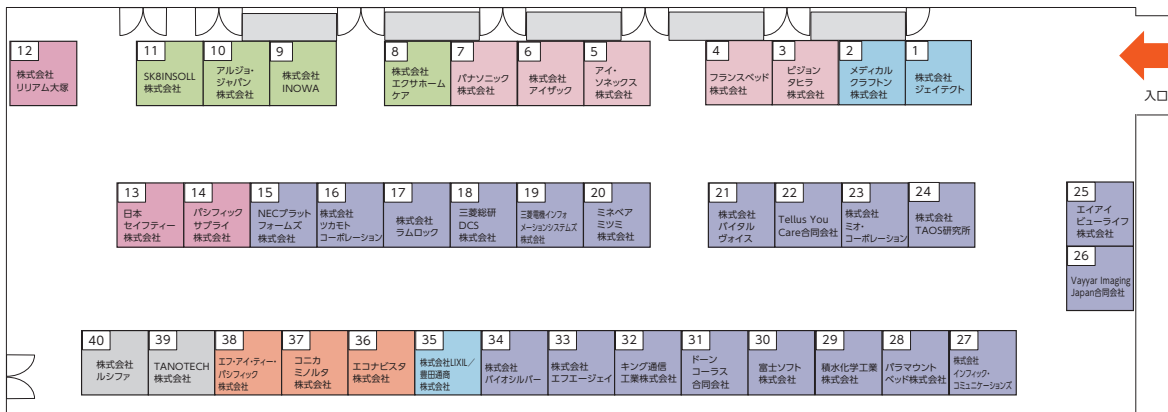 12
株式会社
リリアム大塚
11
SK8INSOLL
株式会社
10
アルジョ・
ジャパン
株式会社
9
株式会社
INOWA
8
株式会社
エクサホーム
ケア
7
パナソニック
株式会社
6
株式会社
アイザック
5
アイ・
ソネックス
株式会社
4
フランスベッド
株式会社
3
ピジョン
タヒラ
株式会社
2
メディカル
クラフトン
株式会社
1
株式会社
ジェイテクト
入口
13
日本
セイフティー
株式会社
14
パシフィック
サプライ
株式会社
15
NECプラット
フォームズ
株式会社
16
株式会社
ツカモト
コーポレーション
17
株式会社
ラムロック
18
三菱総研
DCS
株式会社
19
三菱電機インフォ
メーションシステムズ
株式会社
20
ミネベア
ミツミ
株式会社
21
株式会社
バイタル
ヴォイス
22
Tellus You
Care合同会社
23
株式会社
ミオ・
コーポレーション
24
株式会社
TAOS研究所
25
エイアイ
ビューライフ
株式会社
26
Vayyar Imaging
Japan合同会社
40
株式会社
ルシファ
39
TANOTECH
株式会社
38
エフ・アイ・ティー・
パシフィック
株式会社
37
コニカ
ミノルタ
株式会社
36
エコナビスタ
株式会社
35
株式会社LIXIL／
豊田通商
株式会社
34
株式会社
バイオシルバー
33
株式会社
エフエージェイ
32
キング通信
工業株式会社
31
ドーン
コーラス
合同会社
30
富士ソフト
株式会社
29
積水化学工業
株式会社
28
パラマウント
ベッド株式会社
27
株式会社
インフィック・
コミュニケーションズ